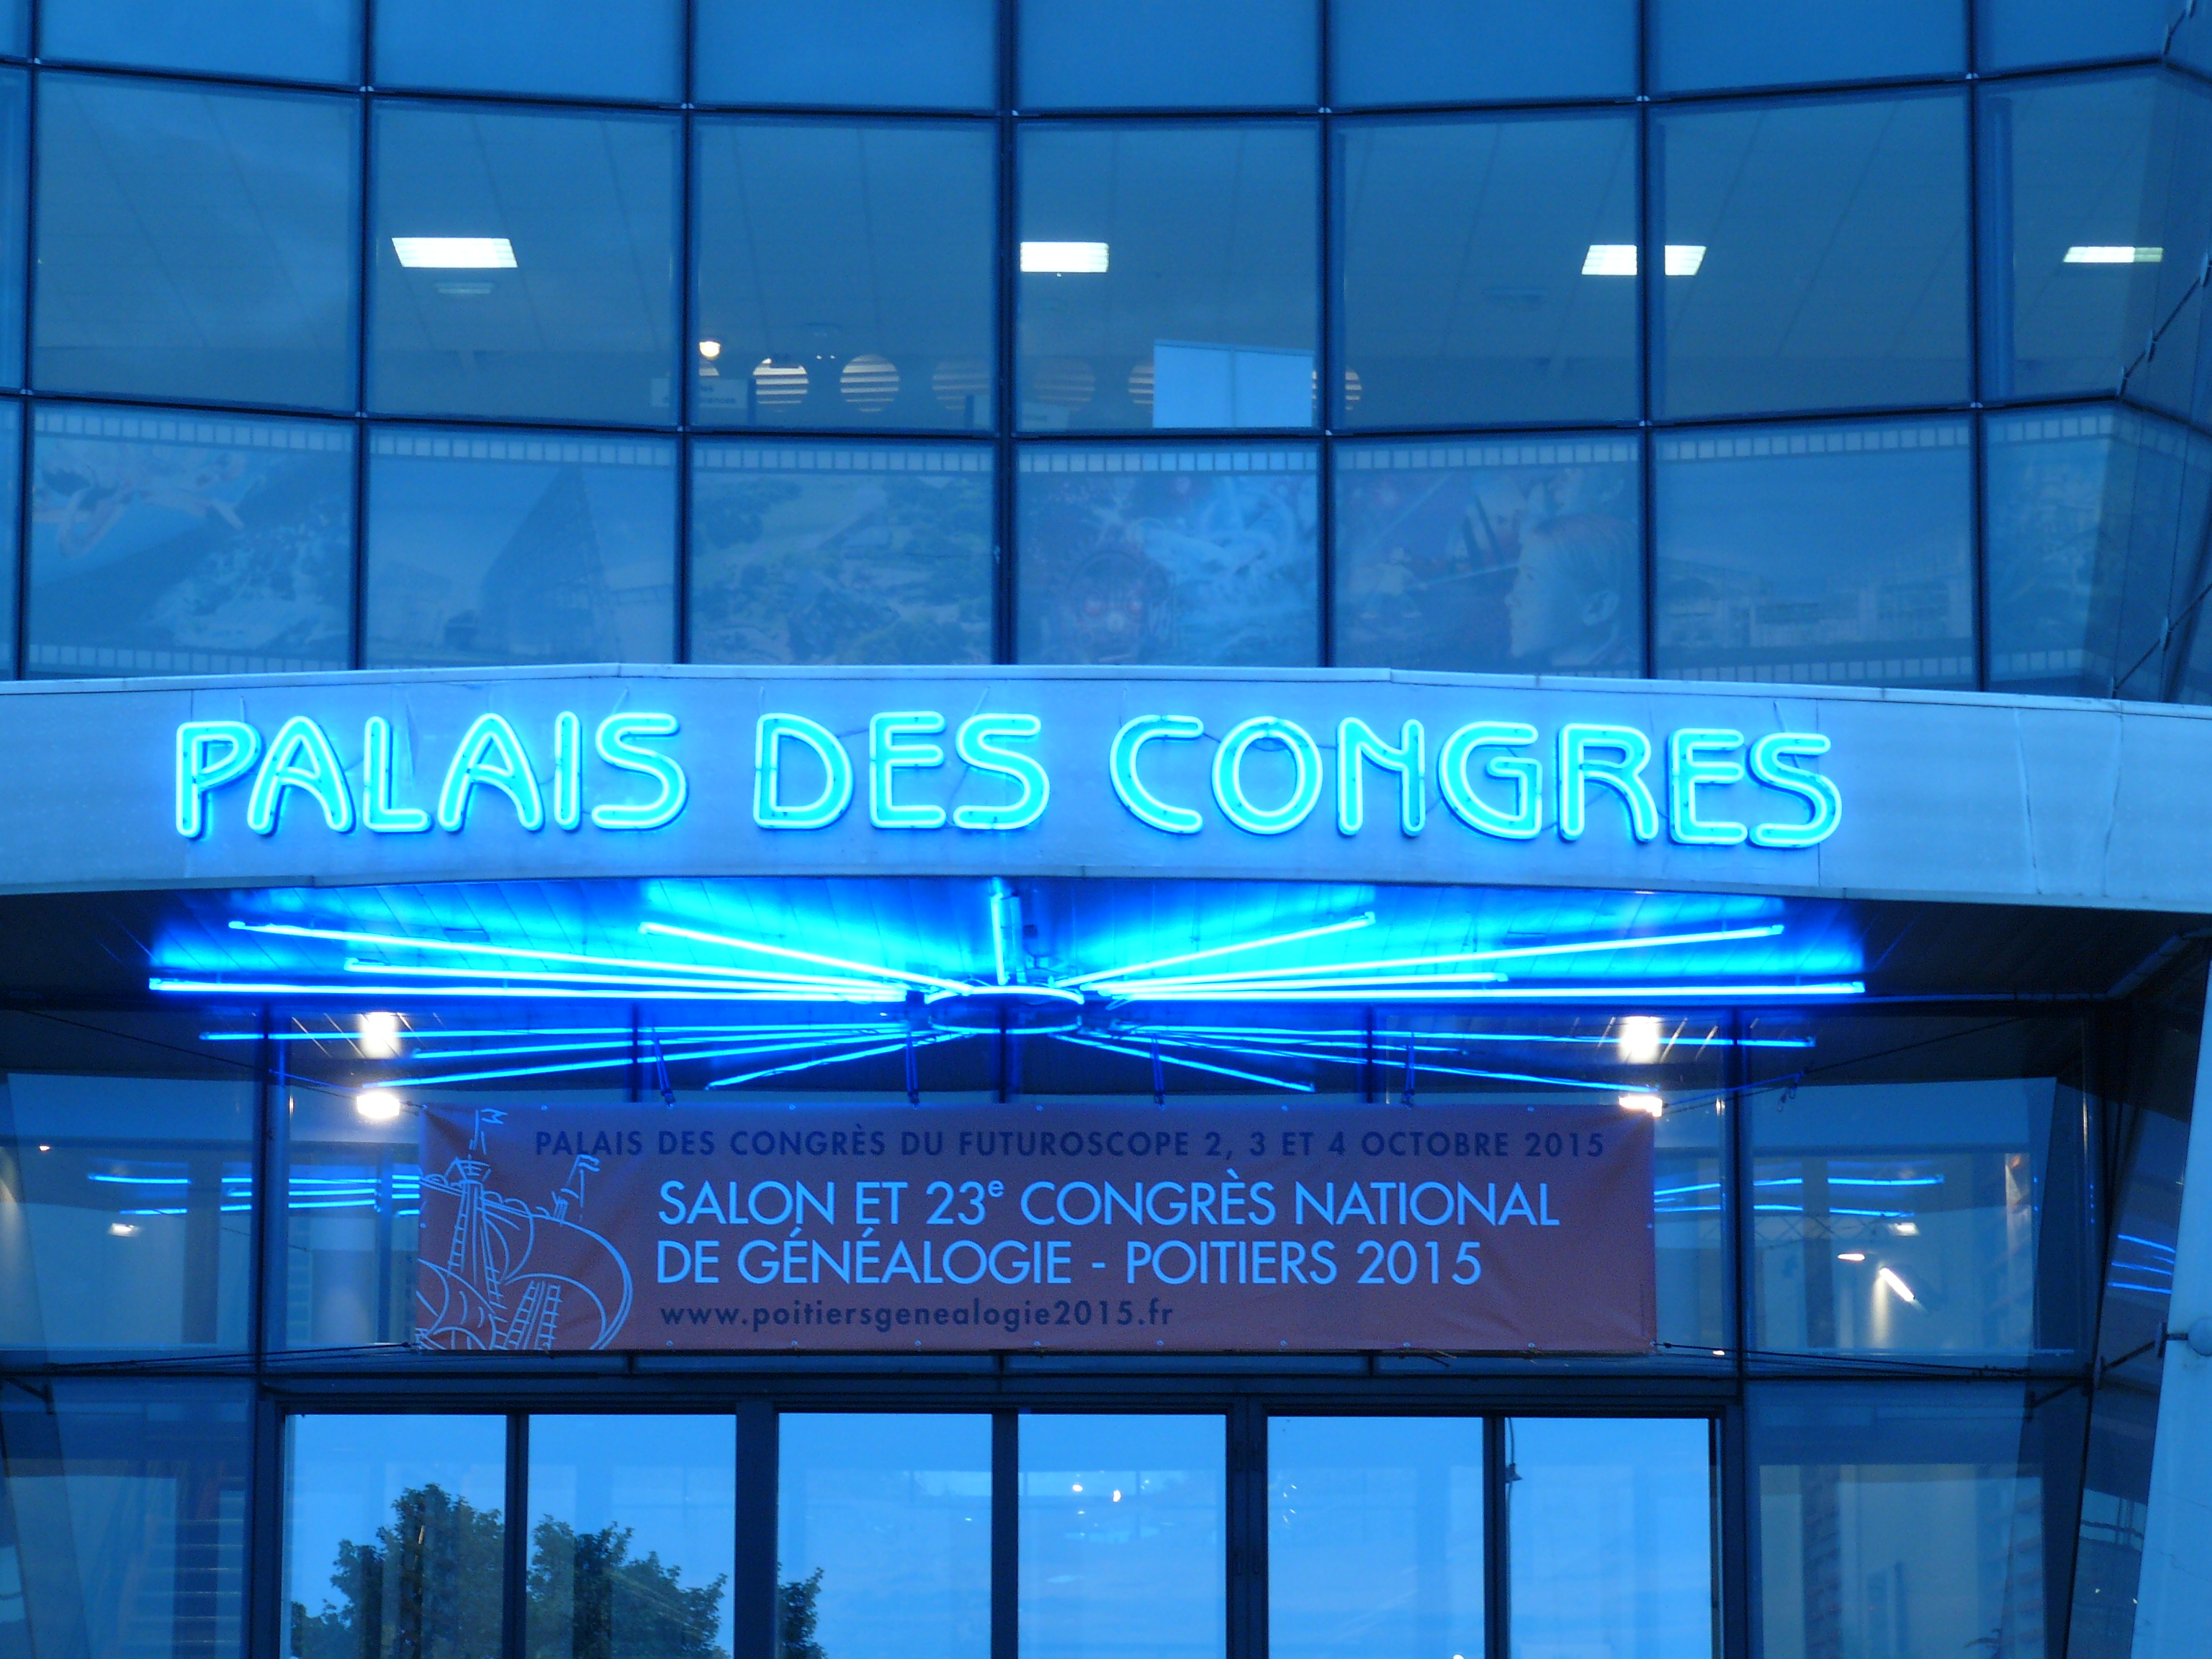 PALAIS DES CONGRES
PALAIS DES CONGRÈS DU FUTUROSCOPE 2, 3 ET 4 OCTOBRE 2015
SALON ET 23e CONGRÈS NATIONAL
DE GÉNÉALOGIE - POITIERS 2015
www.poitiersgenealogie2015.fr